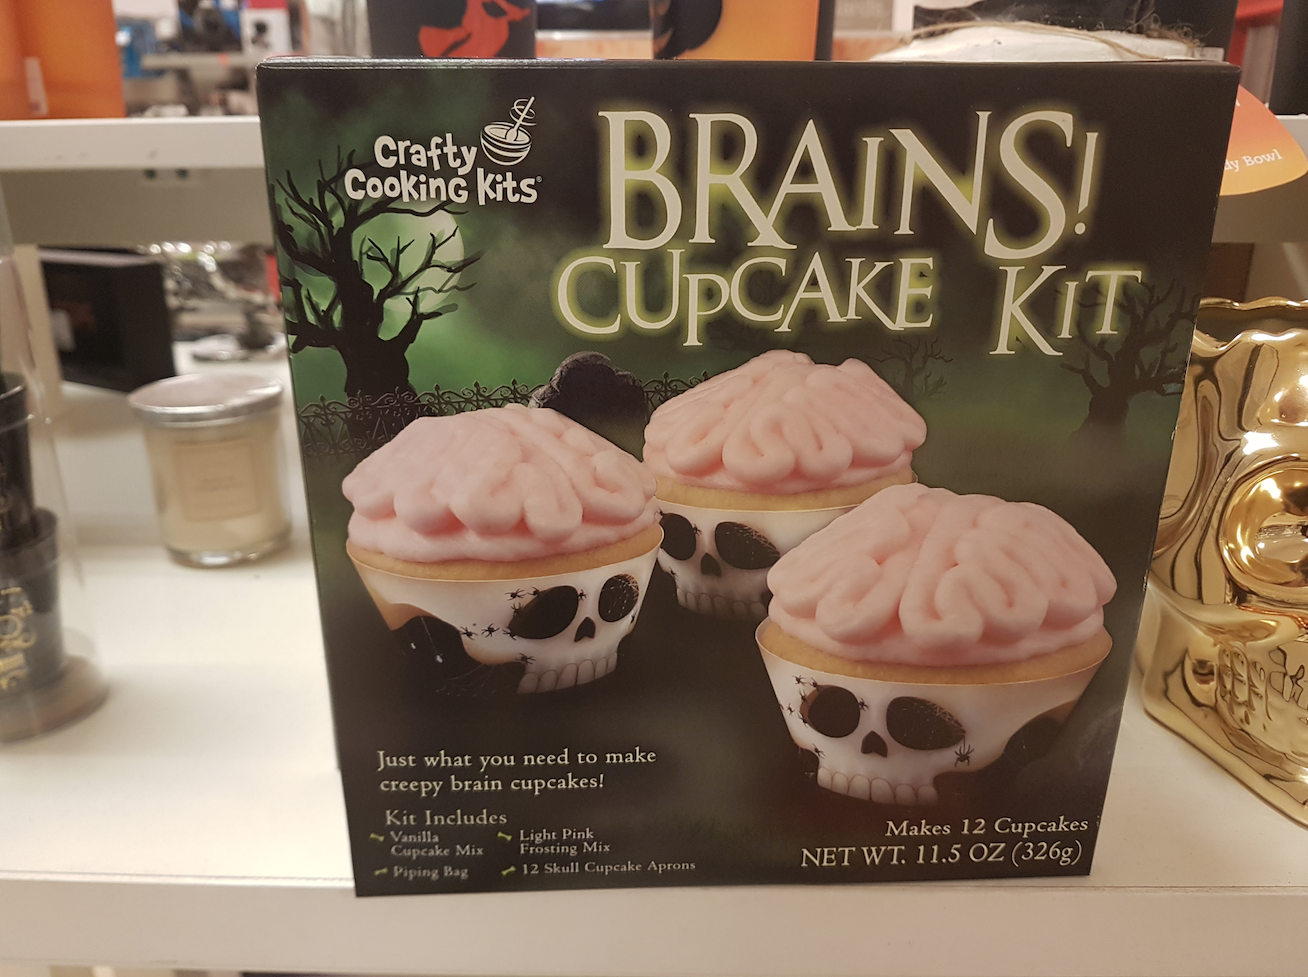 Crafty
Cooking Kits®
BRAINS!
CUPCAKE KIT
dy Bowl
Just what you need to make
creepy brain cupcakes!
Kit Includes
Vanilla
Cupcake Mix
Light Pink
Frosting Mix
Piping Bag
12 Skull Cupcake Aprons
Makes 12 Cupcakes
NET WT. 11.5 OZ (326g)